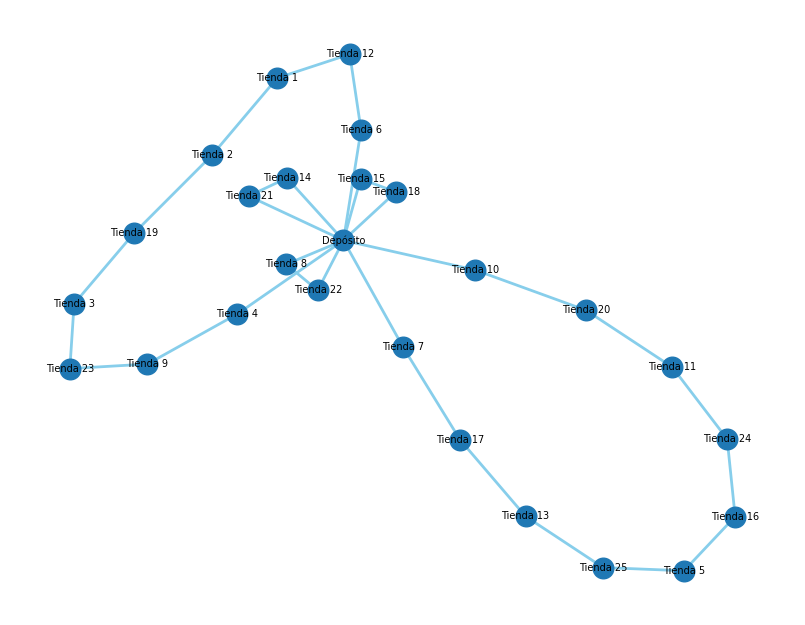 Tienda 12
Tienda 1
Tienda 6
Tienda 2
Tienda 14
Tienda 15
Tienda 18
Tienda 21
Tienda 19
Depósito
Tienda 8
Tienda 10
Tienda 22
Tienda 3
Tienda 20
Tienda 4
Tienda 7
Tienda 9
Tienda 11
Tienda 23
Tienda 24
Tienda 17
Tienda 13
Tienda 16
Tienda 25
Tienda 5